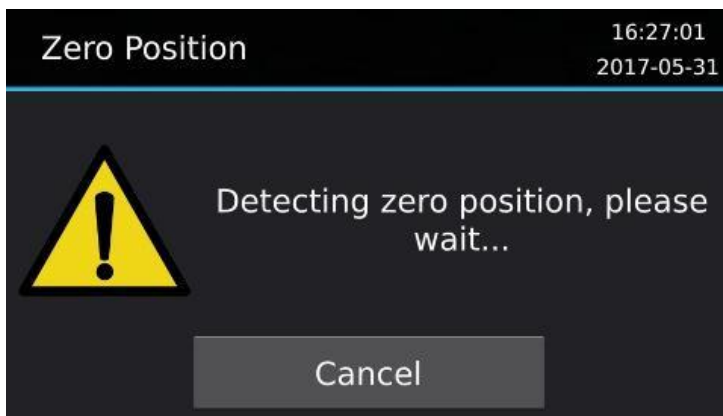 Zero Position
16:27:01
2017-05-31
Detecting zero position, please
wait...
Cancel